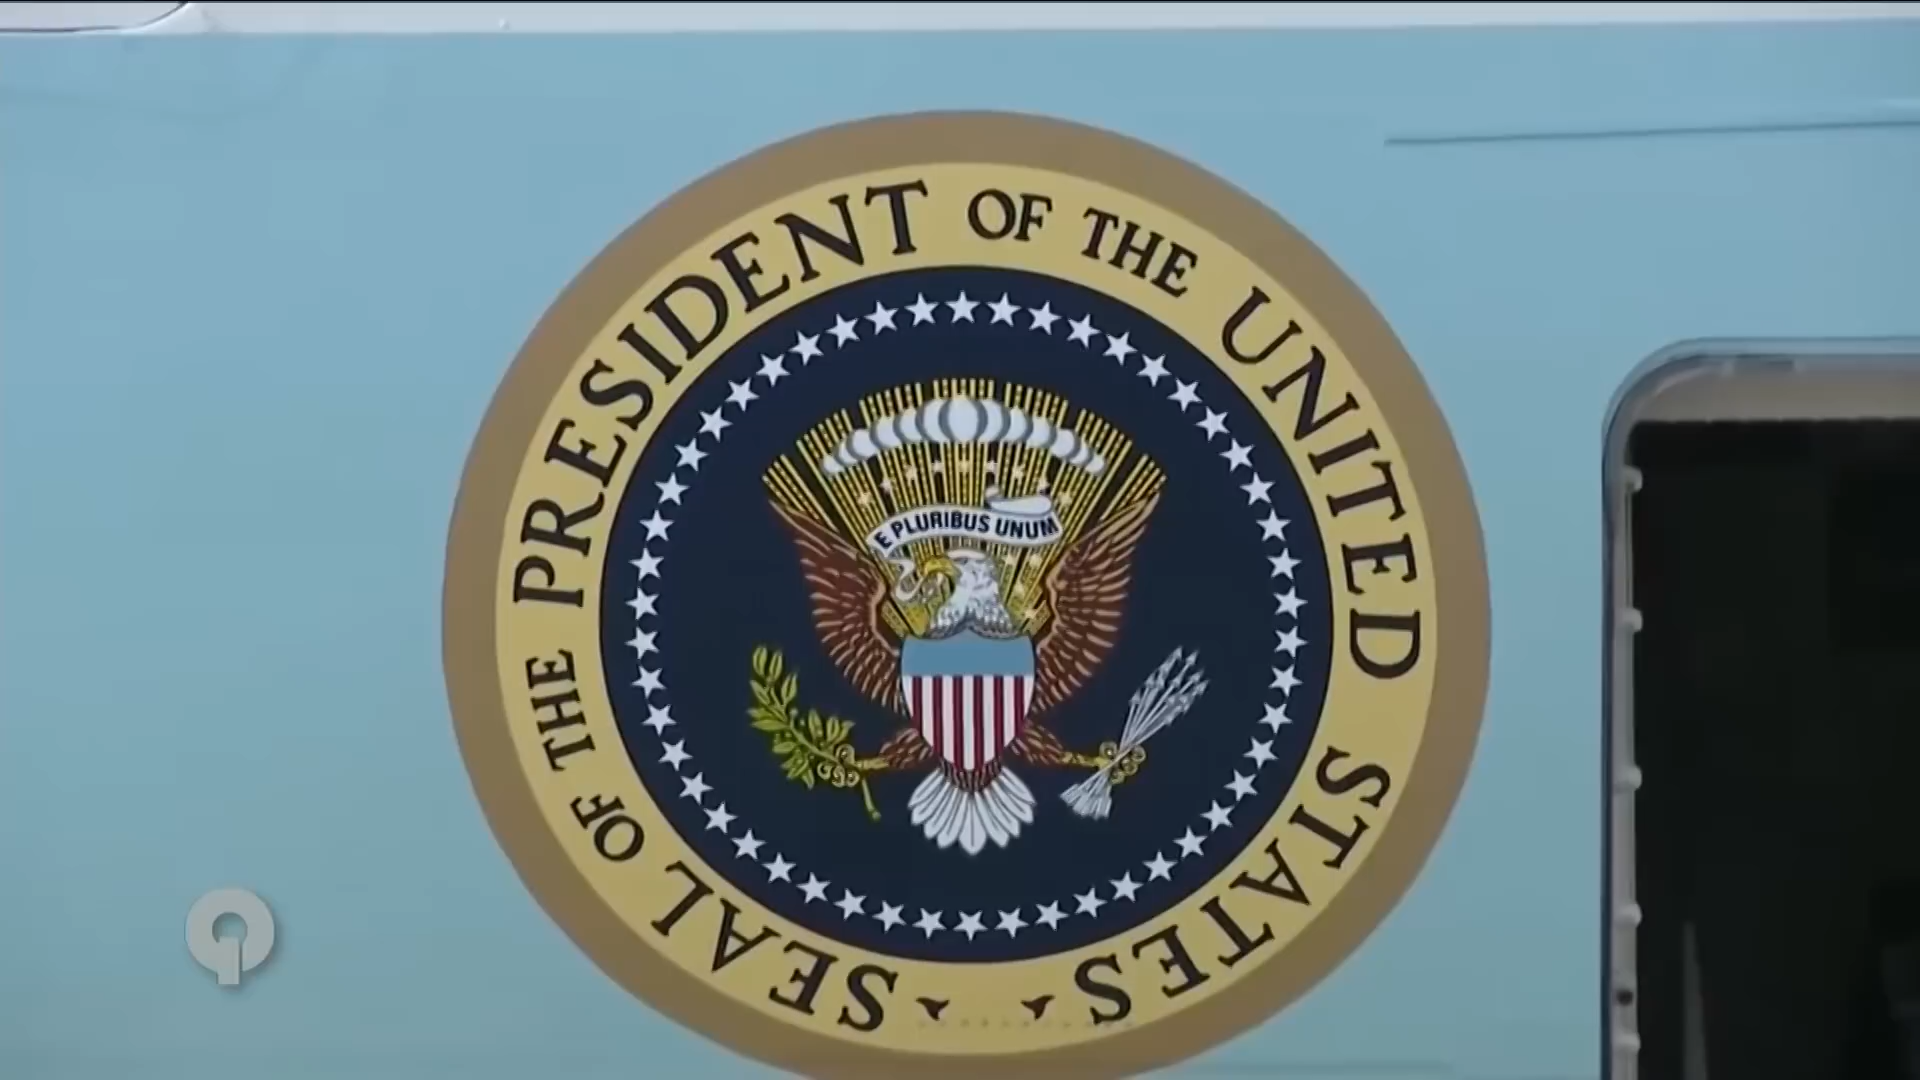 SEAL OF THE PRESIDENT OF THE UNITED STATES
E PLURIBUS UNUM